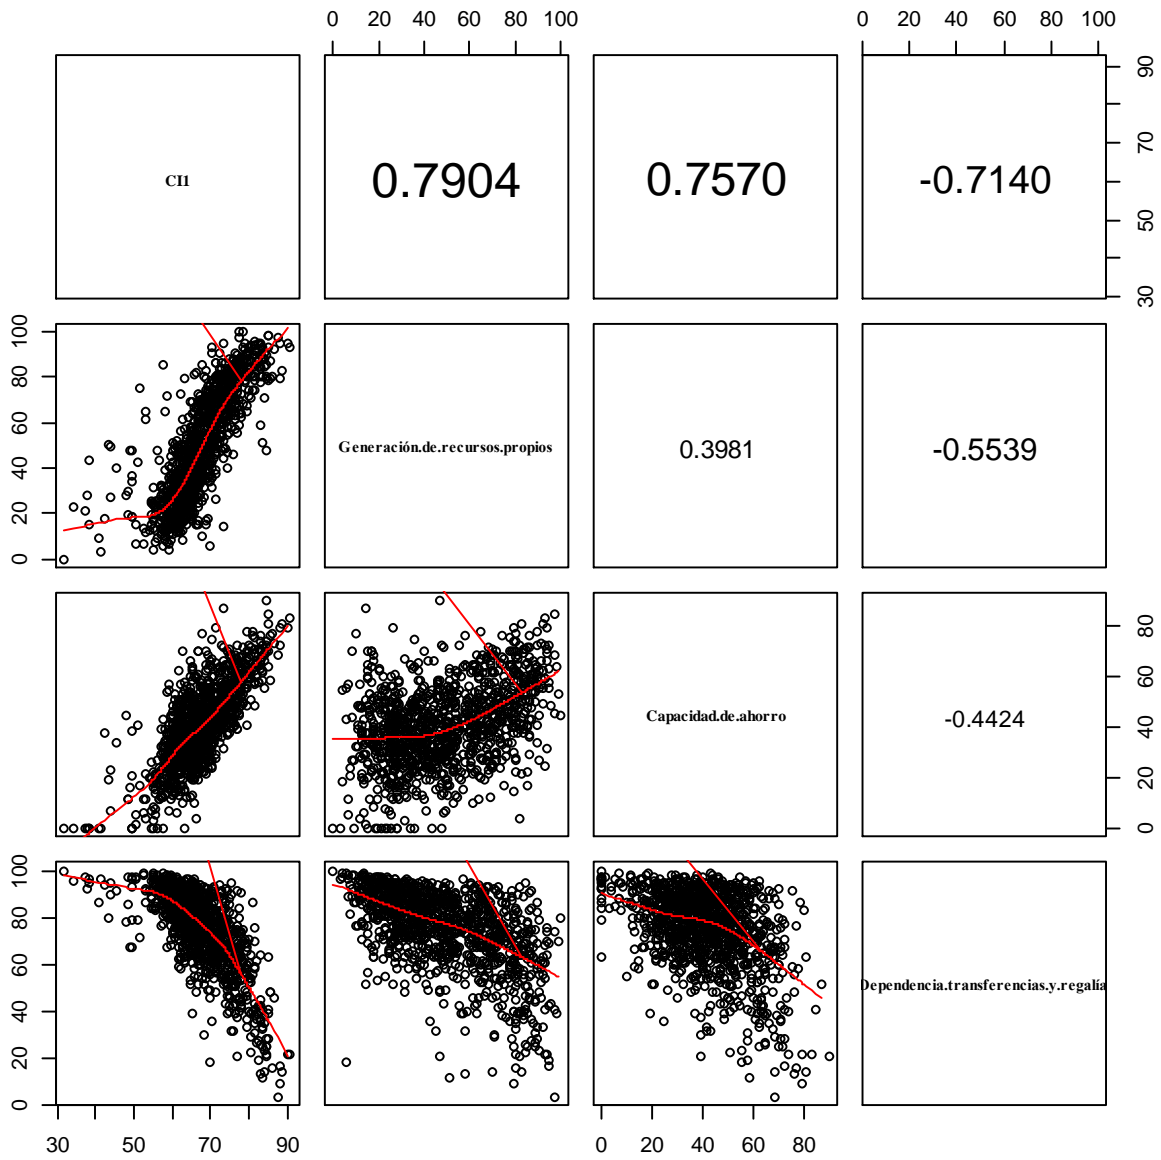 0 20 40 60 80 100
0 20 40 60 80 100
CI1
0.7904
0.7570
-0.7140
30 50 70 90
0 20 40 60 80 100
Generación.de.recursos.propios
0.3981
-0.5539
Capacidad.de.ahorro
-0.4424
0 20 40 60 80
0 20 40 60 80 100
Dependencia.transferencias.y.regalía
30 50 70 90
0 20 40 60 80